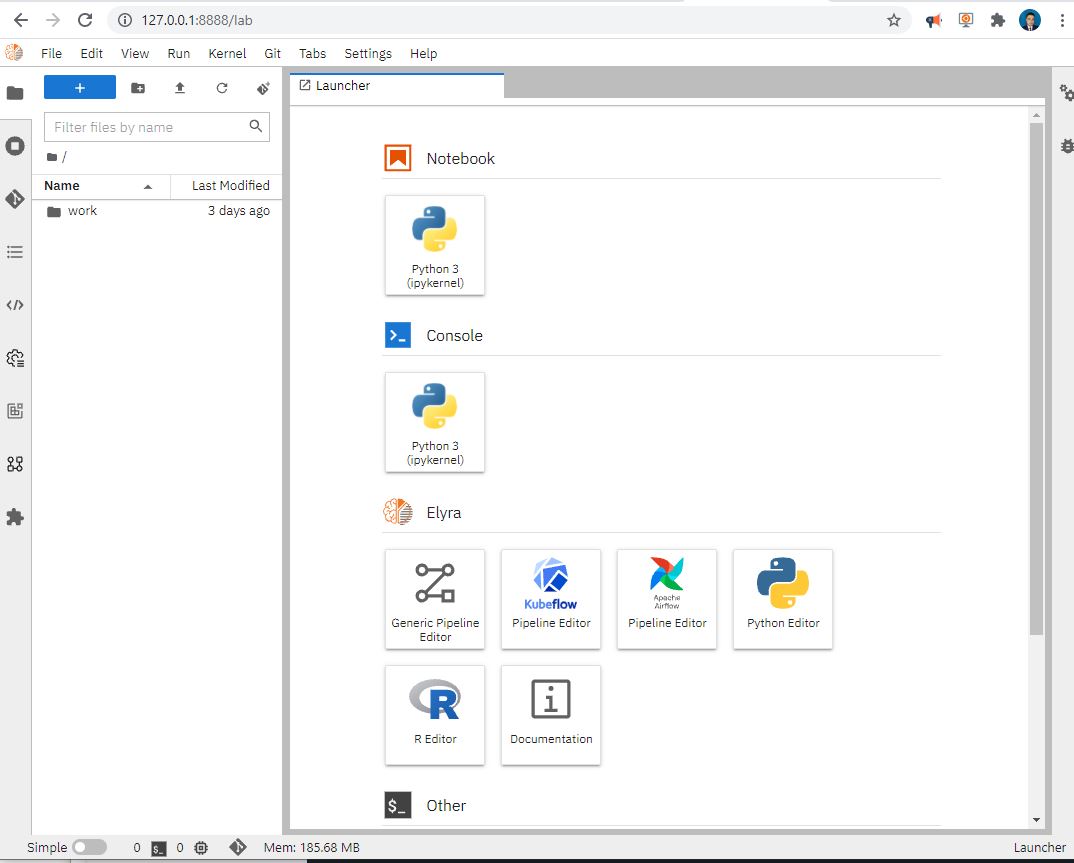 127.0.0.1:8888/lab
File Edit View Run Kernel Git Tabs Settings Help
+
Launcher
Filter files by name
/
Name Last Modified
work 3 days ago
Notebook
Python 3
(ipykernel)
Console
Python 3
(ipykernel)
Elyra
Generic Pipeline
Editor
Kubeflow
Pipeline Editor
Apache
Airflow
Pipeline Editor
Python Editor
R
R Editor
i
Documentation
$_ Other
Simple 0 $_ 0 Mem: 185.68 MB Launcher